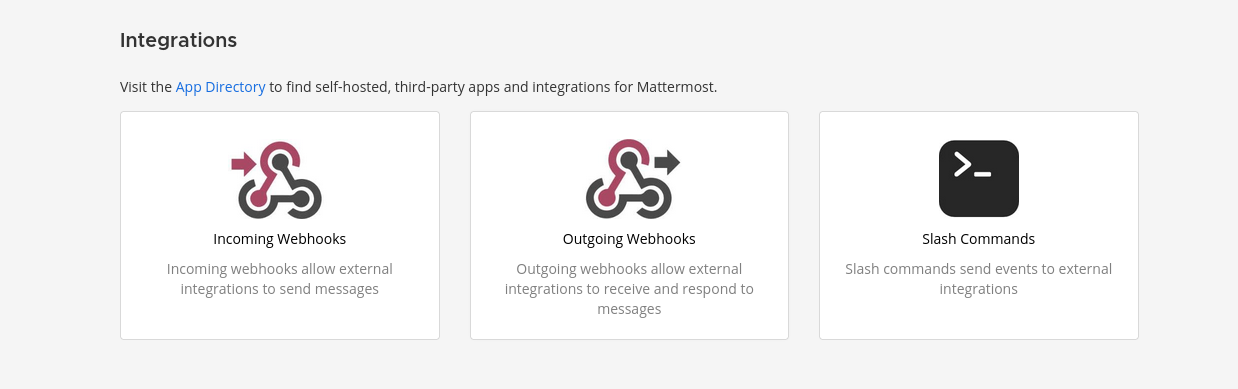 Integrations
Visit the App Directory to find self-hosted, third-party apps and integrations for Mattermost.
Incoming Webhooks
Incoming webhooks allow external
integrations to send messages
Outgoing Webhooks
Outgoing webhooks allow external
integrations to receive and respond to
messages
Slash Commands
Slash commands send events to external
integrations